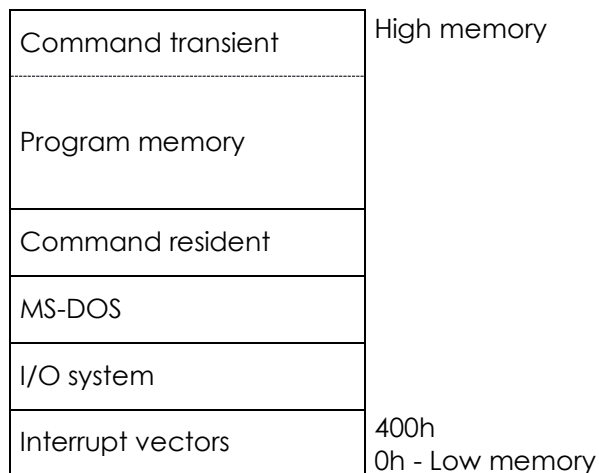 Command transient
High memory
Program memory
Command resident
MS-DOS
I/O system
Interrupt vectors
400h
0h - Low memory